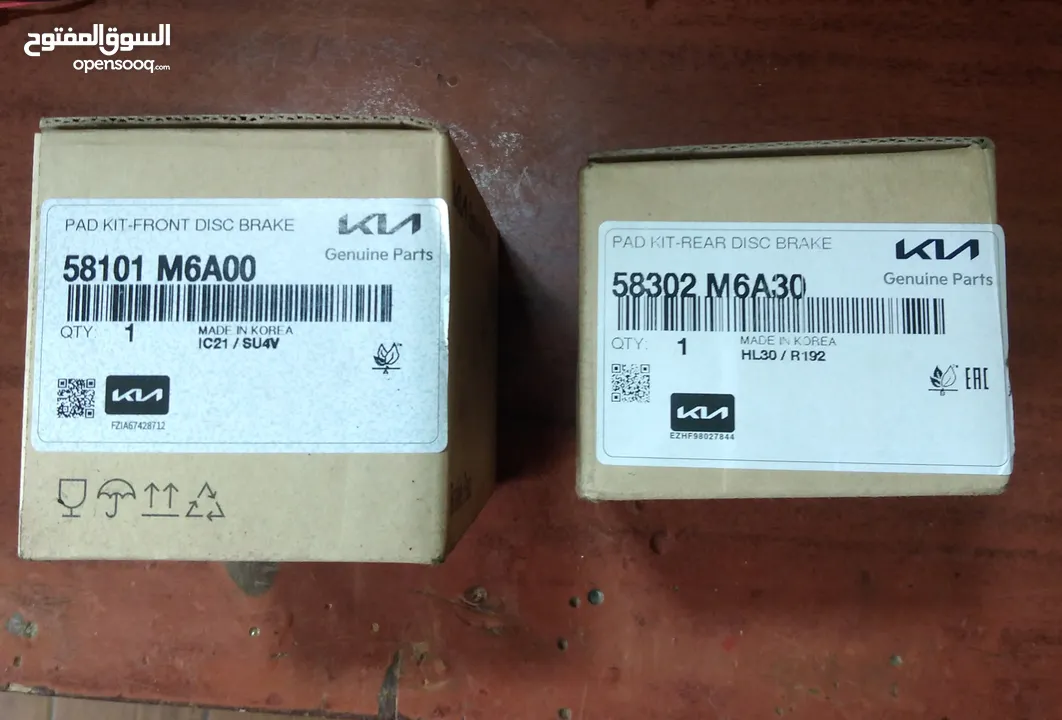 السوق المفتوح
opensooq.com
PAD KIT-FRONT DISC BRAKE
KIA
Genuine Parts
58101 M6A00
QTY: 1
MADE IN KOREA
IC21 / SU4V
KIA
FZIA67428712
PAD KIT-REAR DISC BRAKE
KIA
Genuine Parts
58302 M6A30
QTY: 1
MADE IN KOREA
HL30 / R192
EAC
KIA
EZHF98027844